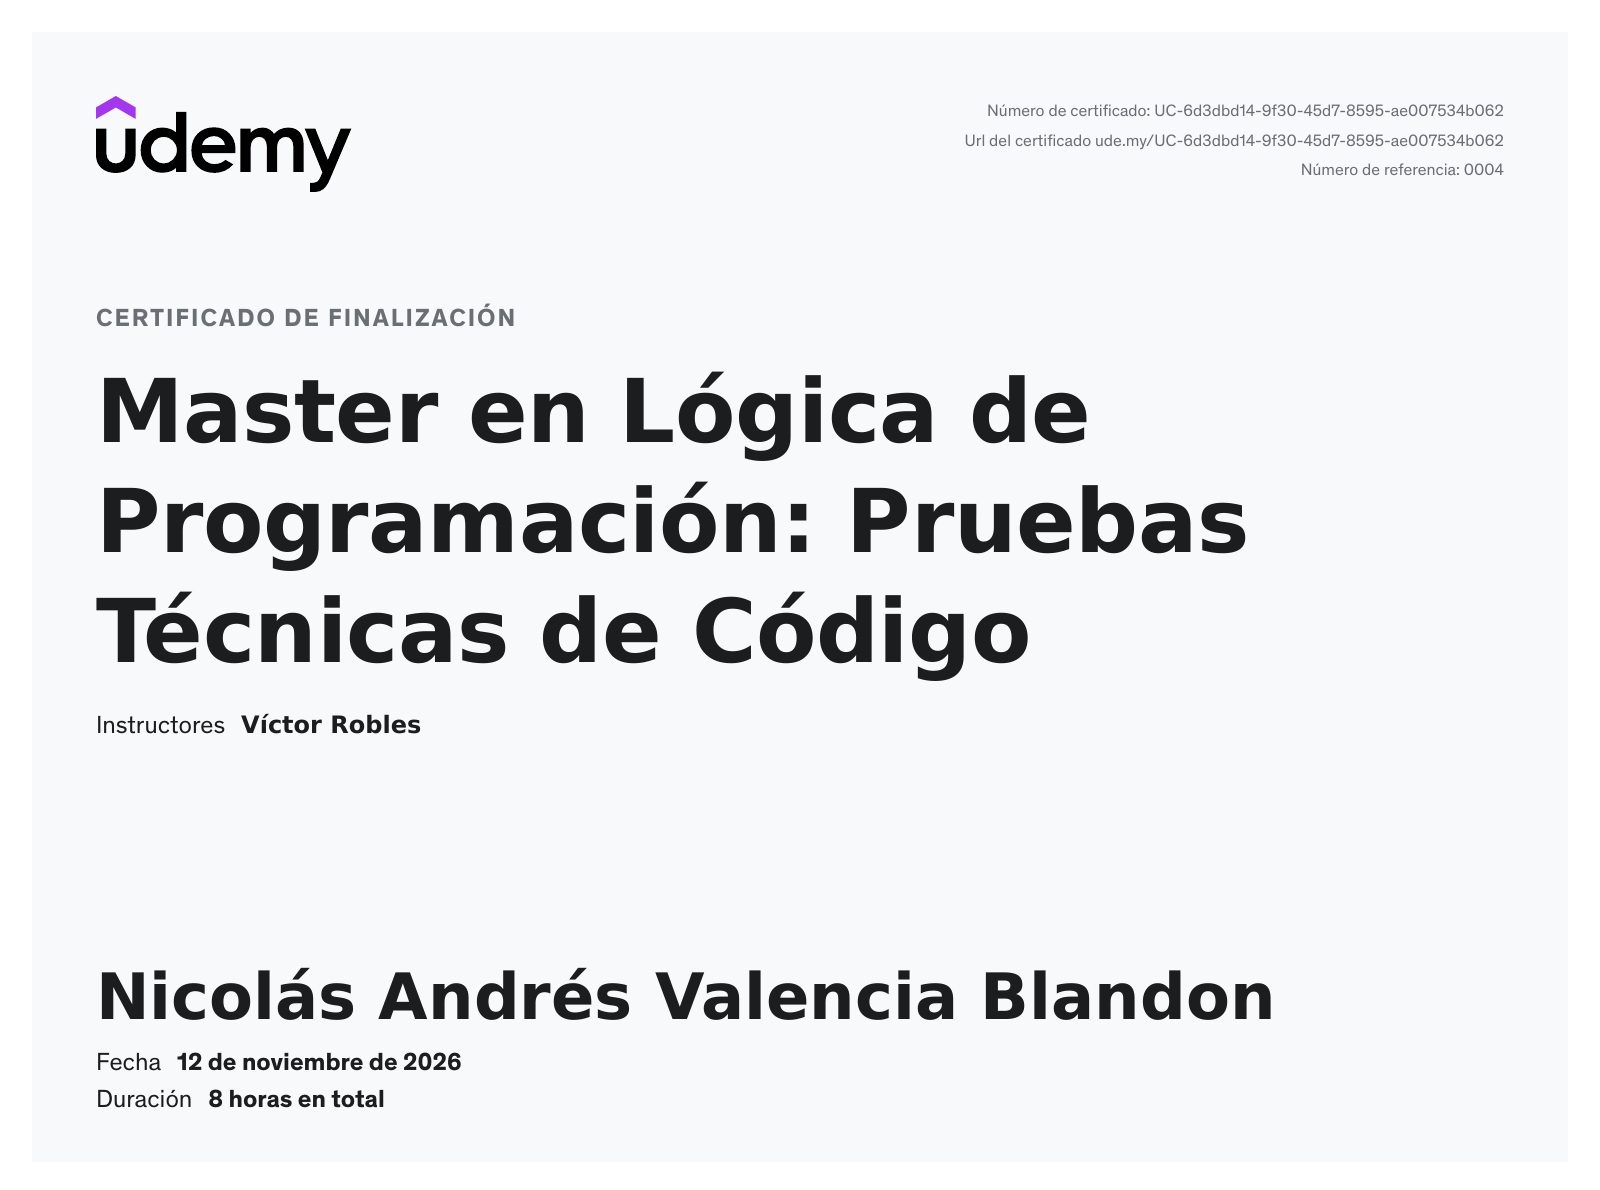 udemy
Número de certificado: UC-6d3dbd14-9f30-45d7-8595-ae007534b062
Url del certificado ude.my/UC-6d3dbd14-9f30-45d7-8595-ae007534b062
Número de referencia: 0004
CERTIFICADO DE FINALIZACIÓN
Master en Lógica de
Programación: Pruebas
Técnicas de Código
Instructores Víctor Robles
Nicolás Andrés Valencia Blandon
Fecha 12 de noviembre de 2026
Duración 8 horas en total